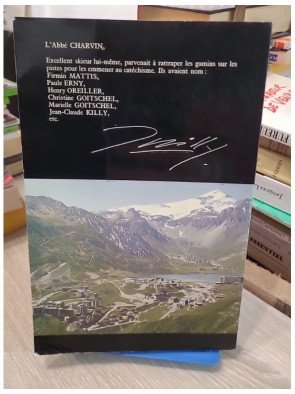 L'Abbé CHARVIN,
Excellent skieur lui-même, parvenait à rattraper les gamins sur les
pistes pour les emmener au catéchisme. Ils avaient nom :
Firmin MATTIS,
Paule ERNY,
Henry OREILLER,
Christine GOITSCHEL,
Marielle GOITSCHEL,
Jean-Claude KILLY,
etc.